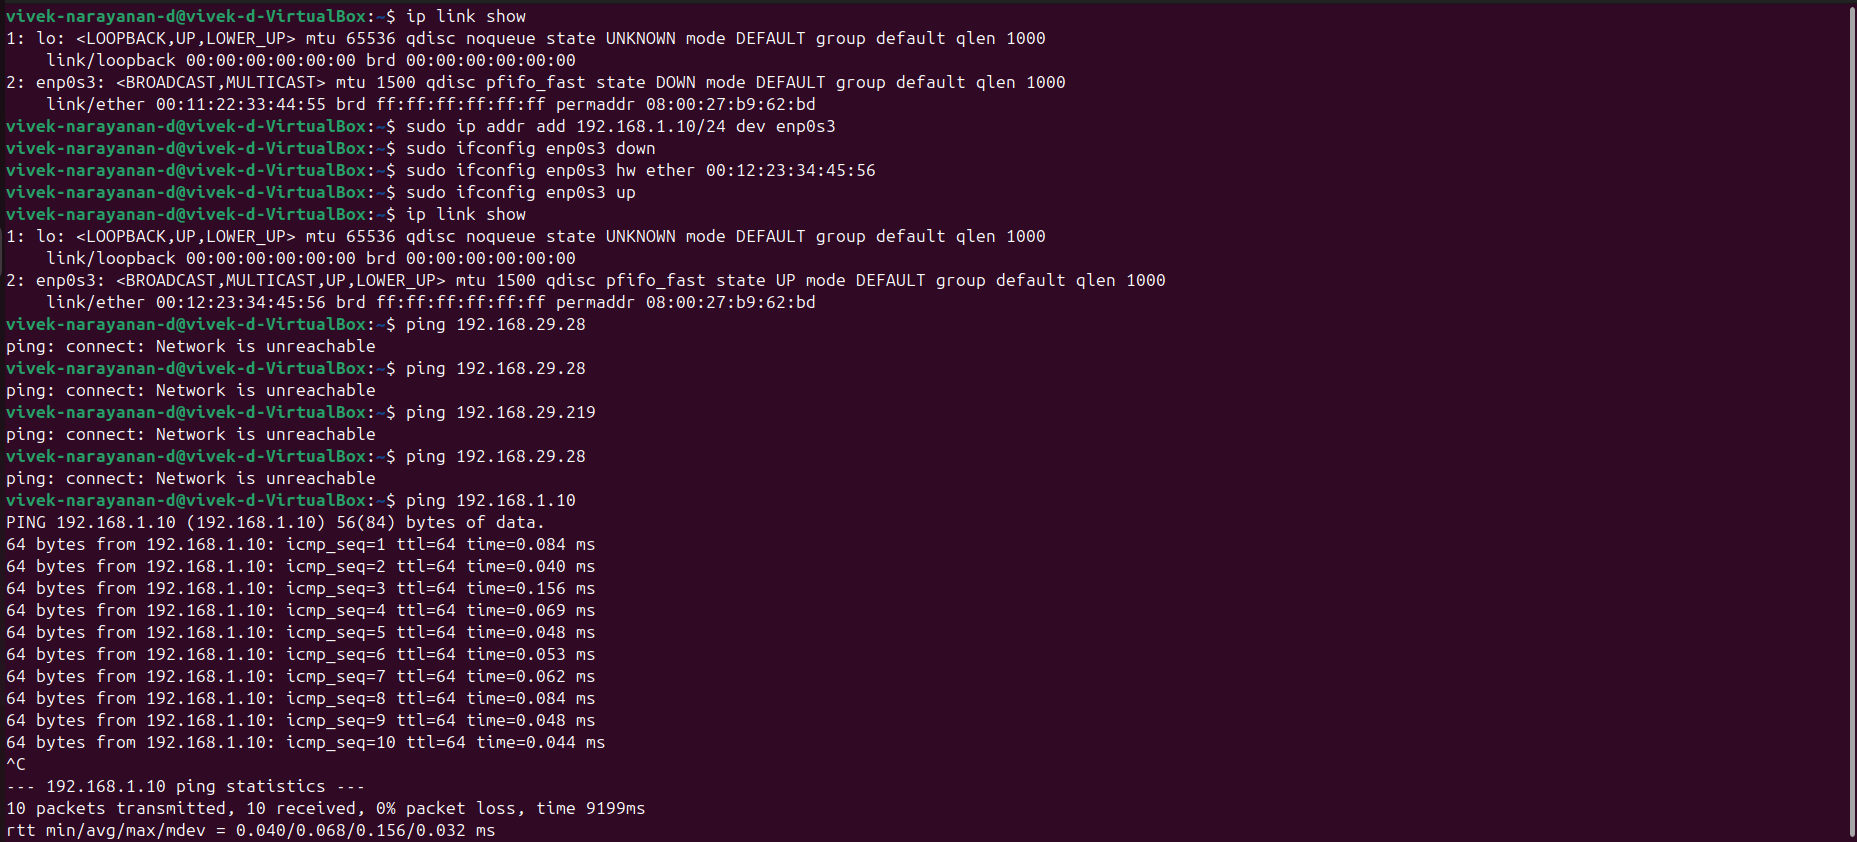 vivek-narayanan-d@vivek-d-VirtualBox:~$ ip link show
1: lo: <LOOPBACK,UP,LOWER_UP> mtu 65536 qdisc noqueue state UNKNOWN mode DEFAULT group default qlen 1000
    link/loopback 00:00:00:00:00:00 brd 00:00:00:00:00:00
2: enp0s3: <BROADCAST,MULTICAST> mtu 1500 qdisc pfifo_fast state DOWN mode DEFAULT group default qlen 1000
    link/ether 00:11:22:33:44:55 brd ff:ff:ff:ff:ff:ff permaddr 08:00:27:b9:62:bd
vivek-narayanan-d@vivek-d-VirtualBox:~$ sudo ip addr add 192.168.1.10/24 dev enp0s3
vivek-narayanan-d@vivek-d-VirtualBox:~$ sudo ifconfig enp0s3 down
vivek-narayanan-d@vivek-d-VirtualBox:~$ sudo ifconfig enp0s3 hw ether 00:12:23:34:45:56
vivek-narayanan-d@vivek-d-VirtualBox:~$ sudo ifconfig enp0s3 up
vivek-narayanan-d@vivek-d-VirtualBox:~$ ip link show
1: lo: <LOOPBACK,UP,LOWER_UP> mtu 65536 qdisc noqueue state UNKNOWN mode DEFAULT group default qlen 1000
    link/loopback 00:00:00:00:00:00 brd 00:00:00:00:00:00
2: enp0s3: <BROADCAST,MULTICAST,UP,LOWER_UP> mtu 1500 qdisc pfifo_fast state UP mode DEFAULT group default qlen 1000
    link/ether 00:12:23:34:45:56 brd ff:ff:ff:ff:ff:ff permaddr 08:00:27:b9:62:bd
vivek-narayanan-d@vivek-d-VirtualBox:~$ ping 192.168.29.28
ping: connect: Network is unreachable
vivek-narayanan-d@vivek-d-VirtualBox:~$ ping 192.168.29.28
ping: connect: Network is unreachable
vivek-narayanan-d@vivek-d-VirtualBox:~$ ping 192.168.29.219
ping: connect: Network is unreachable
vivek-narayanan-d@vivek-d-VirtualBox:~$ ping 192.168.29.28
ping: connect: Network is unreachable
vivek-narayanan-d@vivek-d-VirtualBox:~$ ping 192.168.1.10
PING 192.168.1.10 (192.168.1.10) 56(84) bytes of data.
64 bytes from 192.168.1.10: icmp_seq=1 ttl=64 time=0.084 ms
64 bytes from 192.168.1.10: icmp_seq=2 ttl=64 time=0.040 ms
64 bytes from 192.168.1.10: icmp_seq=3 ttl=64 time=0.156 ms
64 bytes from 192.168.1.10: icmp_seq=4 ttl=64 time=0.069 ms
64 bytes from 192.168.1.10: icmp_seq=5 ttl=64 time=0.048 ms
64 bytes from 192.168.1.10: icmp_seq=6 ttl=64 time=0.053 ms
64 bytes from 192.168.1.10: icmp_seq=7 ttl=64 time=0.062 ms
64 bytes from 192.168.1.10: icmp_seq=8 ttl=64 time=0.084 ms
64 bytes from 192.168.1.10: icmp_seq=9 ttl=64 time=0.048 ms
64 bytes from 192.168.1.10: icmp_seq=10 ttl=64 time=0.044 ms
^C
--- 192.168.1.10 ping statistics ---
10 packets transmitted, 10 received, 0% packet loss, time 9199ms
rtt min/avg/max/mdev = 0.040/0.068/0.156/0.032 ms